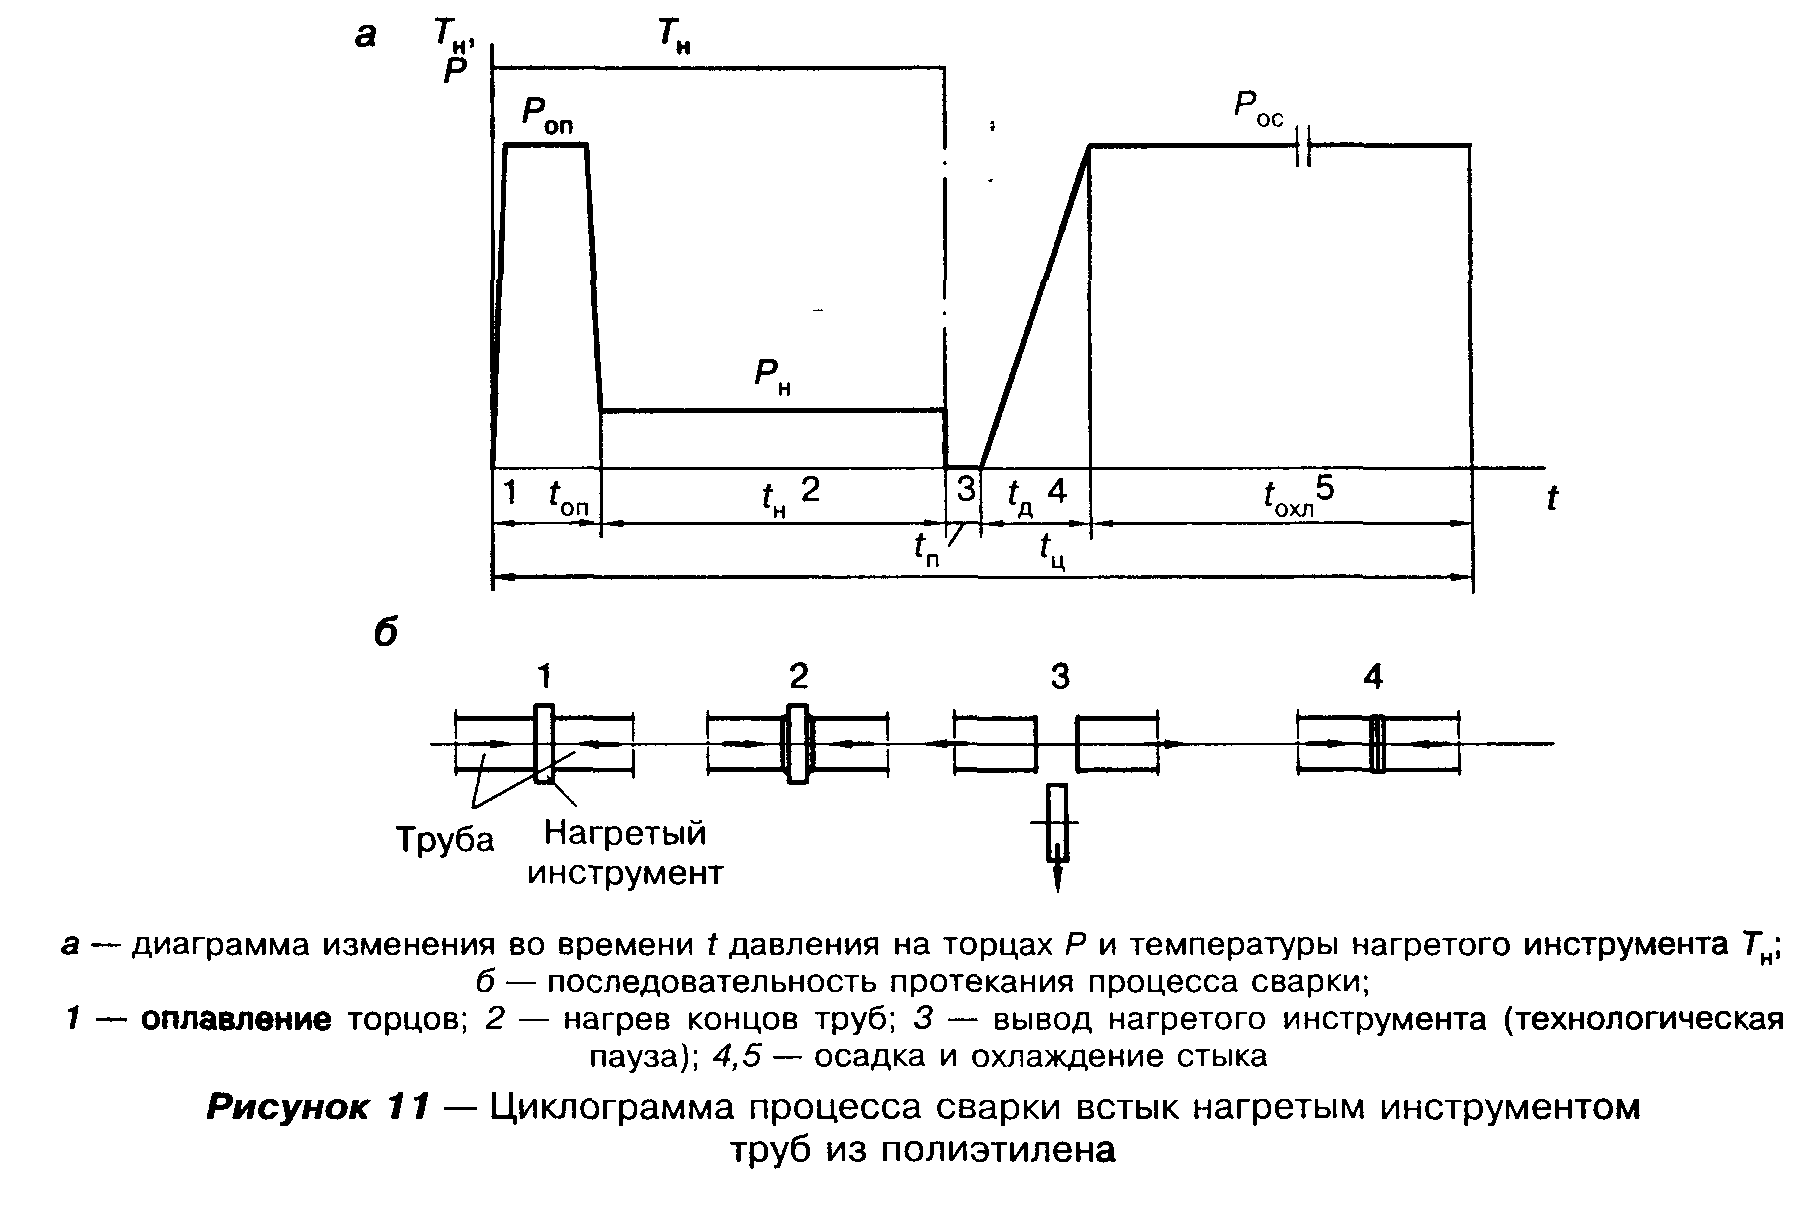 а Tн, Tн
P
Pоп
Pос
Pн
1 tоп tн 2 3 tд 4 tохл 5 t
tп tц
б
1 2 3 4
Труба Нагретый
инструмент
а — диаграмма изменения во времени t давления на торцах P и температуры нагретого инструмента Tн;
б — последовательность протекания процесса сварки;
1 — оплавление торцов; 2 — нагрев концов труб; 3 — вывод нагретого инструмента (технологическая
пауза); 4,5 — осадка и охлаждение стыка
Рисунок 11 — Циклограмма процесса сварки встык нагретым инструментом
труб из полиэтилена